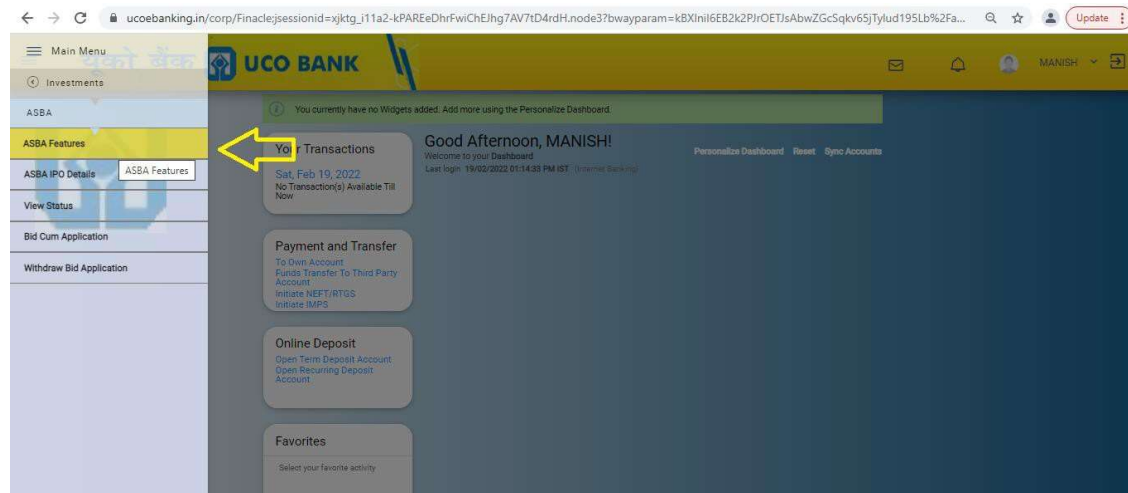 ucoebanking.in/corp/Finacle;jsessionid=xjktg_i11a2-kPAREeDhrFwiChEJhg7AV7tD4rdH.node3?bwayparam=kBXlniI6EB2k2PJrOETJsAbwZGcSqkv65jTylud195Lb%2Fa...
Update
Main Menu
यूको बैंक
UCO BANK
MANISH
Investments
ASBA
ASBA Features
ASBA IPO Details
ASBA Features
View Status
Bid Cum Application
Withdraw Bid Application
You currently have no Widgets added. Add more using the Personalize Dashboard.
Your Transactions
Sat, Feb 19, 2022
No Transaction(s) Available Till
Now
Good Afternoon, MANISH!
Welcome to your Dashboard
Last login 19/02/2022 01:14:33 PM IST (Internet Banking)
Personalize Dashboard Reset Sync Accounts
Payment and Transfer
To Own Account
Funds Transfer To Third Party
Account
Initiate NEFT/RTGS
Initiate IMPS
Online Deposit
Open Term Deposit Account
Open Recurring Deposit
Account
Favorites
Select your favorite activity